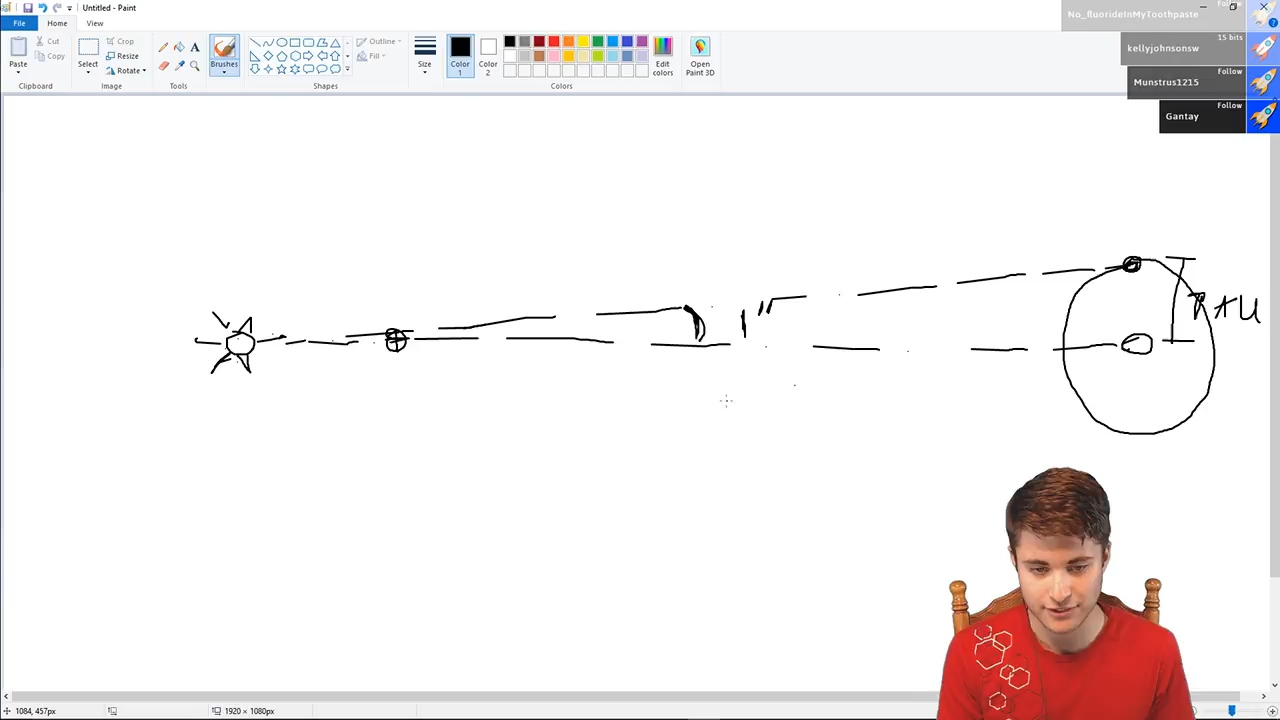 Untitled - Paint
File
Home
View
Paste
Cut
Copy
Clipboard
Select
Crop
Resize
Rotate
Image
A
Tools
Brushes
Shapes
Outline
Fill
Size
Color
1
Color
2
Edit
colors
Colors
Open
Paint 3D
No_fluorideInMyToothpaste
15 bits
kellyjohnsonsw
Follow
Munstrus1215
Follow
Gantay
1"
AU
1084, 457px
1920 × 1080px